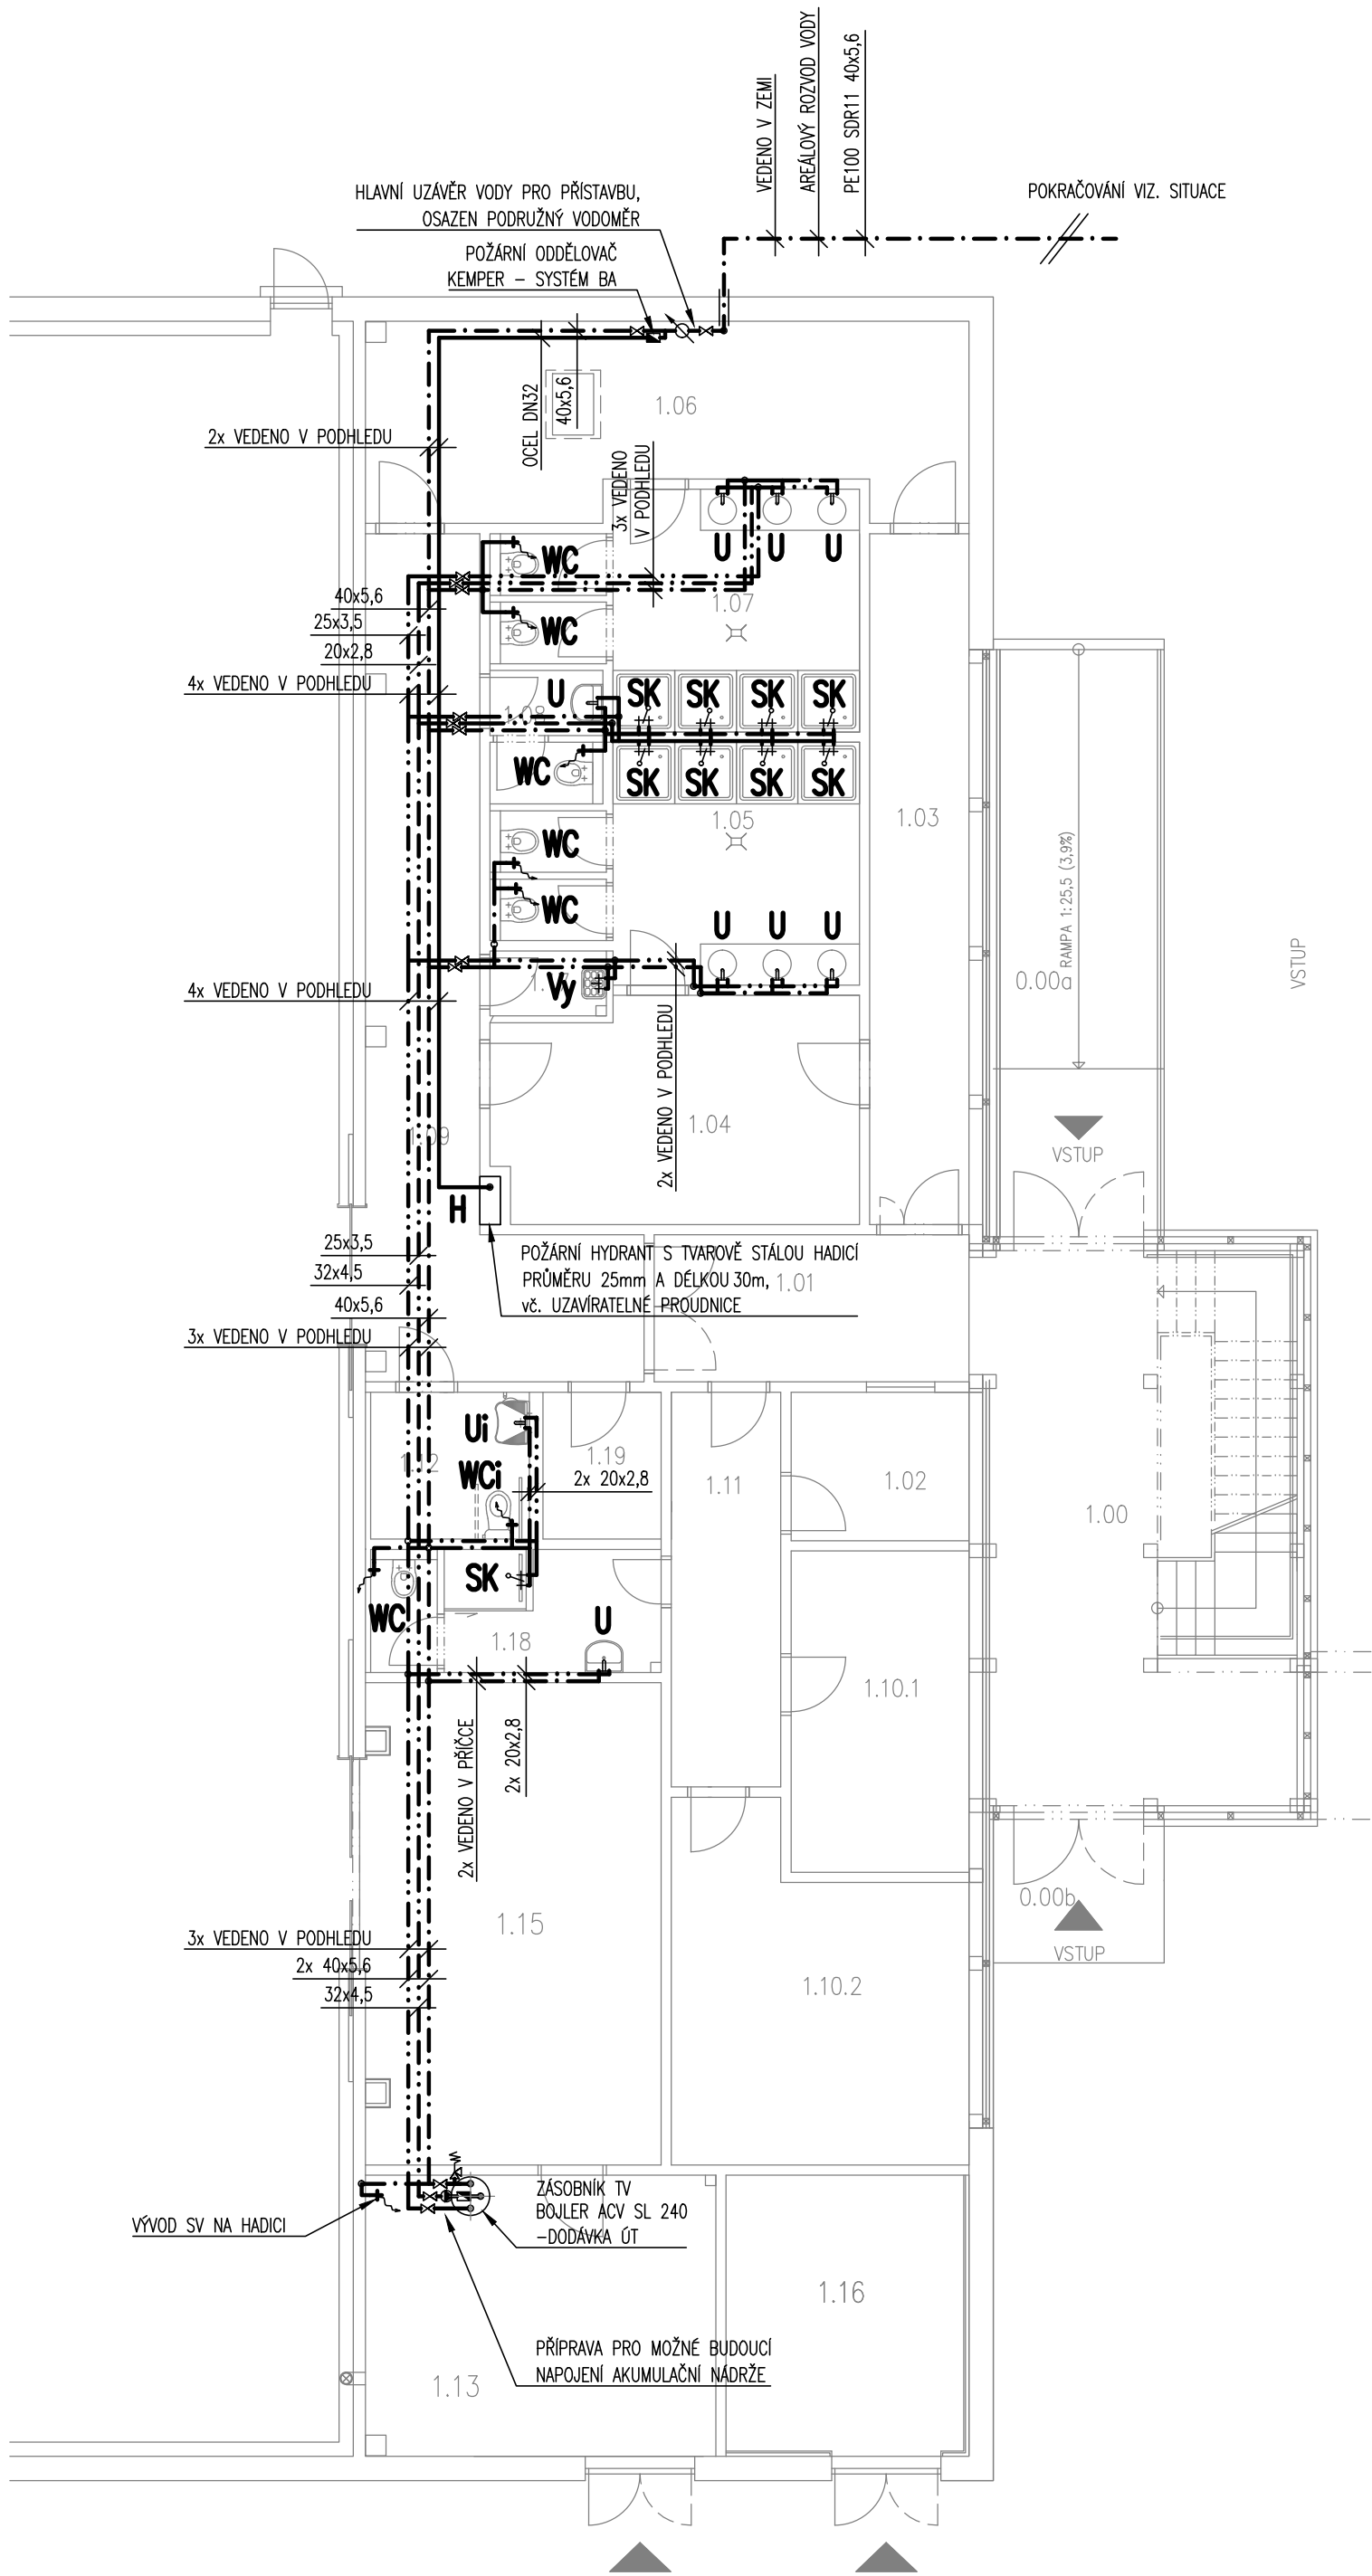 VEDENO V ZEMI
AREÁLOVÝ ROZVOD VODY
PE100 SDR11 40x5,6
POKRAČOVÁNÍ VIZ. SITUACE
HLAVNÍ UZÁVĚR VODY PRO PŘÍSTAVBU,
OSAZEN PODRUŽNÝ VODOMĚR
POŽÁRNÍ ODDĚLOVAČ
KEMPER – SYSTÉM BA
OCEL DN32
40x5,6
1.06
2x VEDENO V PODHLEDU
3x VEDENO
V PODHLEDU
U U U
WC
40x5,6
25x3,5
20x2,8
1.07
WC
4x VEDENO V PODHLEDU
U
1.08
SK SK SK SK
WC
SK SK SK SK
1.05
1.03
WC
WC
U U U
RAMPA 1:25,5 (3,9%)
0.00a
VSTUP
Vy
4x VEDENO V PODHLEDU
2x VEDENO V PODHLEDU
1.04
1.09
VSTUP
H
25x3,5
32x4,5
40x5,6
3x VEDENO V PODHLEDU
POŽÁRNÍ HYDRANT S TVAROVĚ STÁLOU HADICÍ
PRŮMĚRU 25mm A DÉLKOU 30m,
vč. UZAVÍRATELNÉ PROUDNICE
1.01
Ui
1.12
WCi
1.19
2x 20x2,8
1.11
1.02
1.00
SK
WC
U
1.18
1.10.1
2x VEDENO V PŘÍČCE
2x 20x2,8
0.00b
VSTUP
1.15
3x VEDENO V PODHLEDU
2x 40x5,6
32x4,5
1.10.2
ZÁSOBNÍK TV
BOJLER ACV SL 240
–DODÁVKA ÚT
VÝVOD SV NA HADICI
1.16
PŘÍPRAVA PRO MOŽNÉ BUDOUCÍ
NAPOJENÍ AKUMULAČNÍ NÁDRŽE
1.13